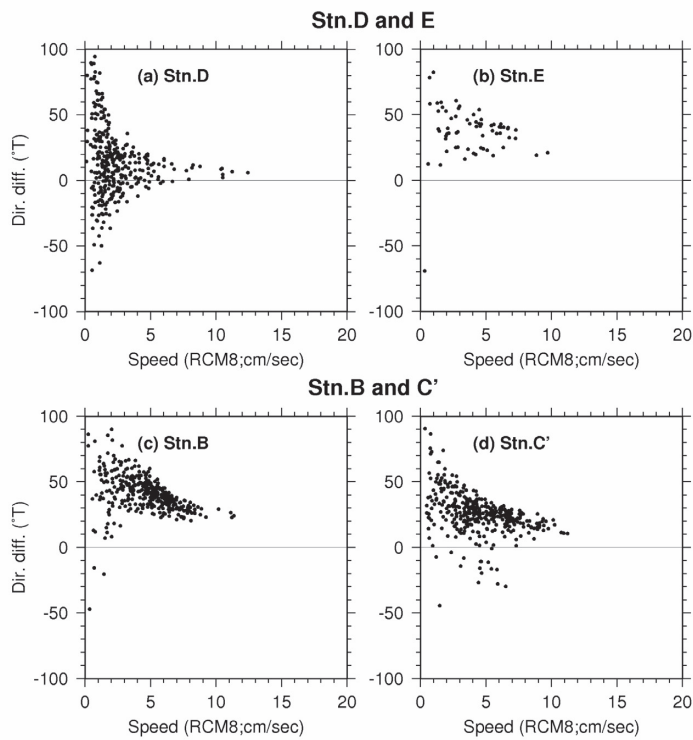 Stn.D and E
(a) Stn.D
(b) Stn.E
100
50
0
-50
-100
Dir. diff. (°T)
0 5 10 15 20
0 5 10 15 20
Speed (RCM8;cm/sec)
Speed (RCM8;cm/sec)
100
50
0
-50
-100
Stn.B and C’
(c) Stn.B
(d) Stn.C’
100
50
0
-50
-100
Dir. diff. (°T)
0 5 10 15 20
0 5 10 15 20
Speed (RCM8;cm/sec)
Speed (RCM8;cm/sec)
100
50
0
-50
-100